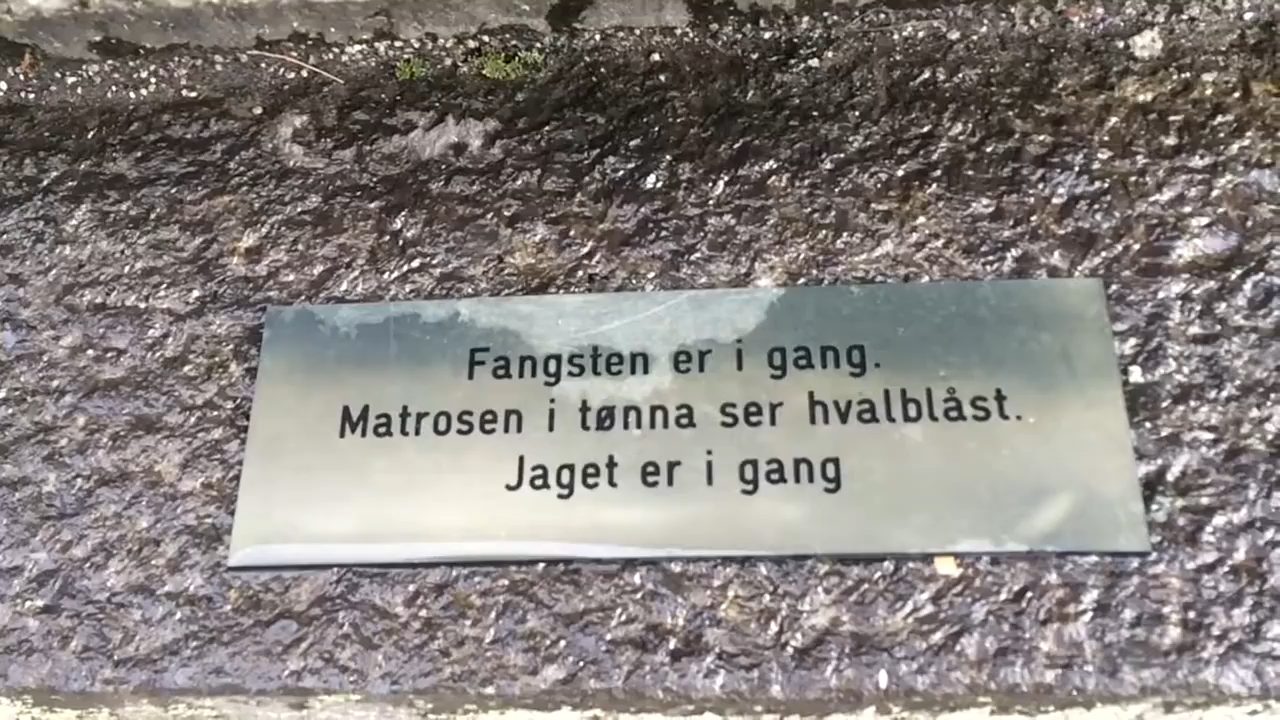 Fangsten er i gang.
Matrosen i tønna ser hvalblåst.
Jaget er i gang